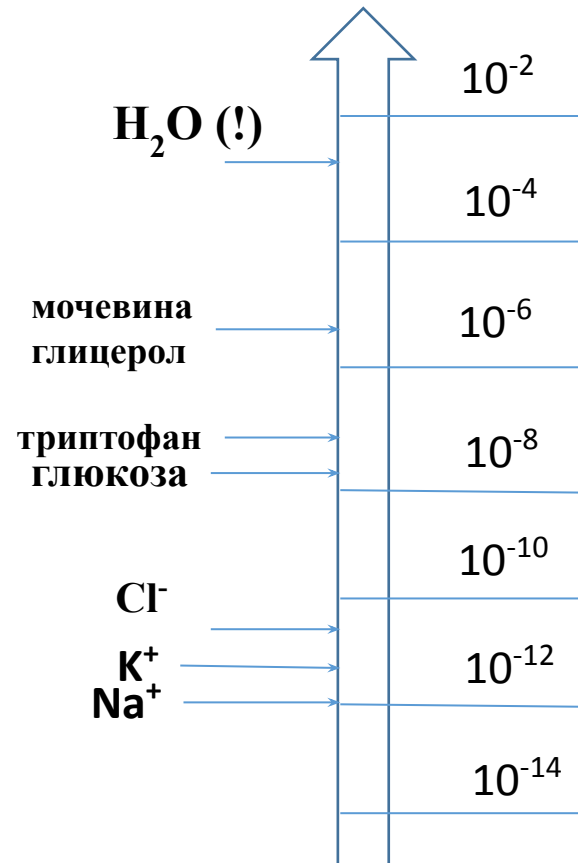 10⁻²
H₂O (!)
10⁻⁴
мочевина
глицерол
10⁻⁶
триптофан
глюкоза
10⁻⁸
10⁻¹⁰
Cl⁻
K⁺
Na⁺
10⁻¹²
10⁻¹⁴